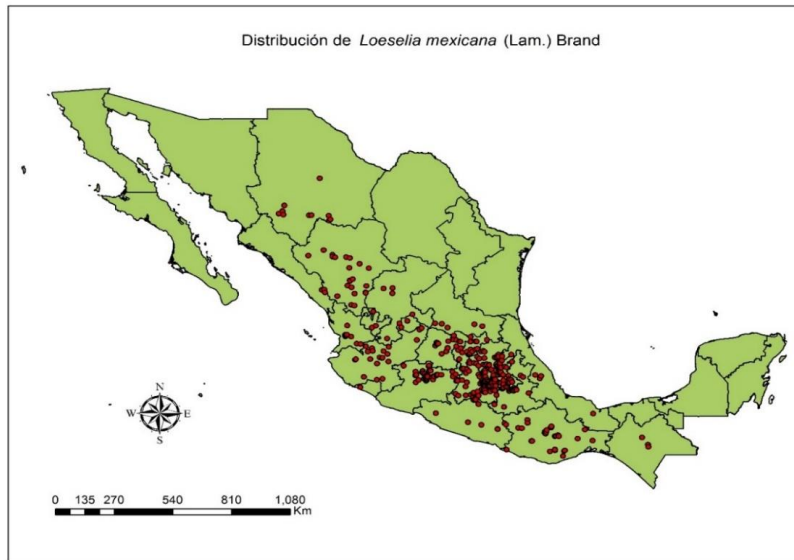 Distribución de Loeselia mexicana (Lam.) Brand
N
W E
S
0 135 270 540 810 1,080
Km